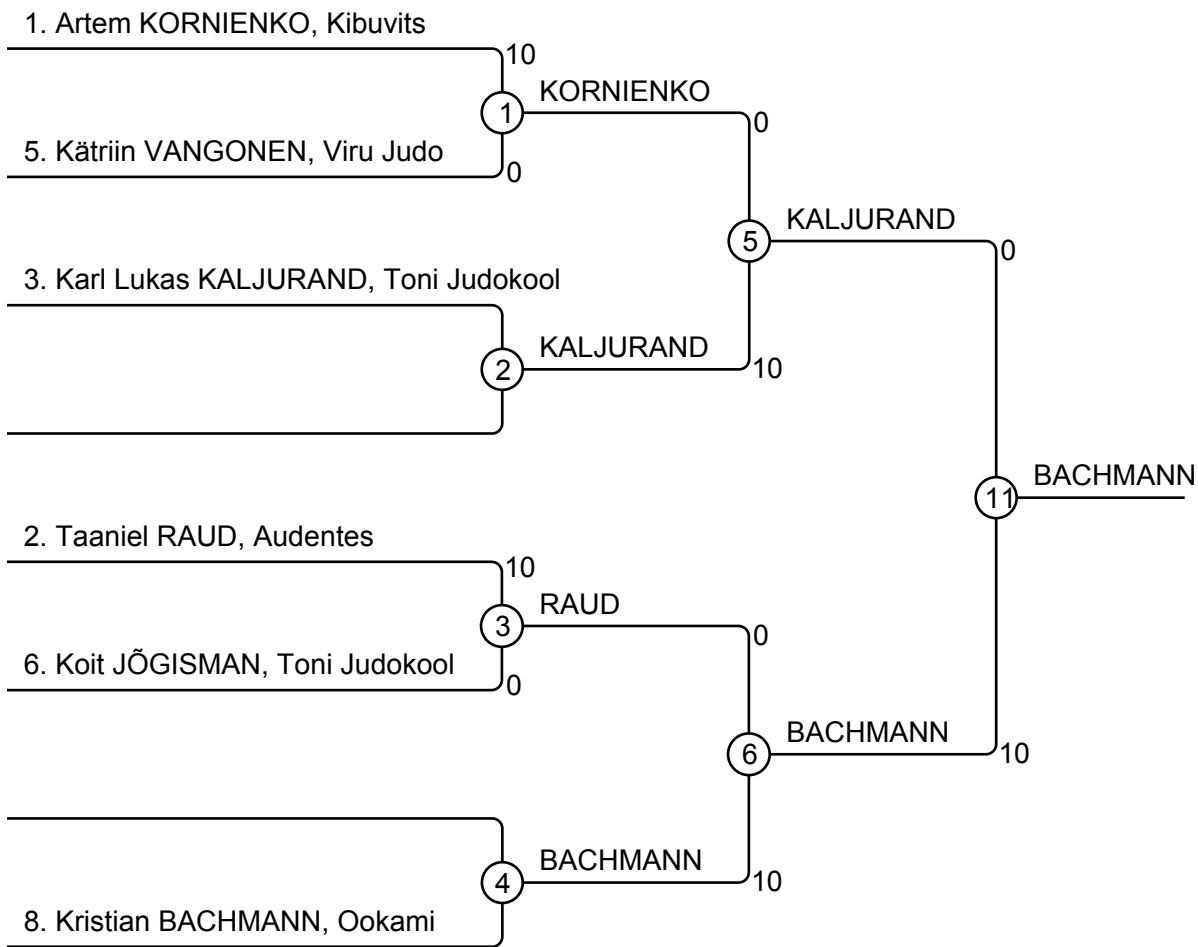 1. Artem KORNIENKO, Kibuvits
10
1 KORNIENKO
0
5. Kätriin VANGONEN, Viru Judo
0
5 KALJURAND
0
3. Karl Lukas KALJURAND, Toni Judokool
2 KALJURAND
10
11 BACHMANN
2. Taaniel RAUD, Audentes
10
3 RAUD
0
6. Koit JÕGISMAN, Toni Judokool
0
6 BACHMANN
10
4 BACHMANN
10
8. Kristian BACHMANN, Ookami